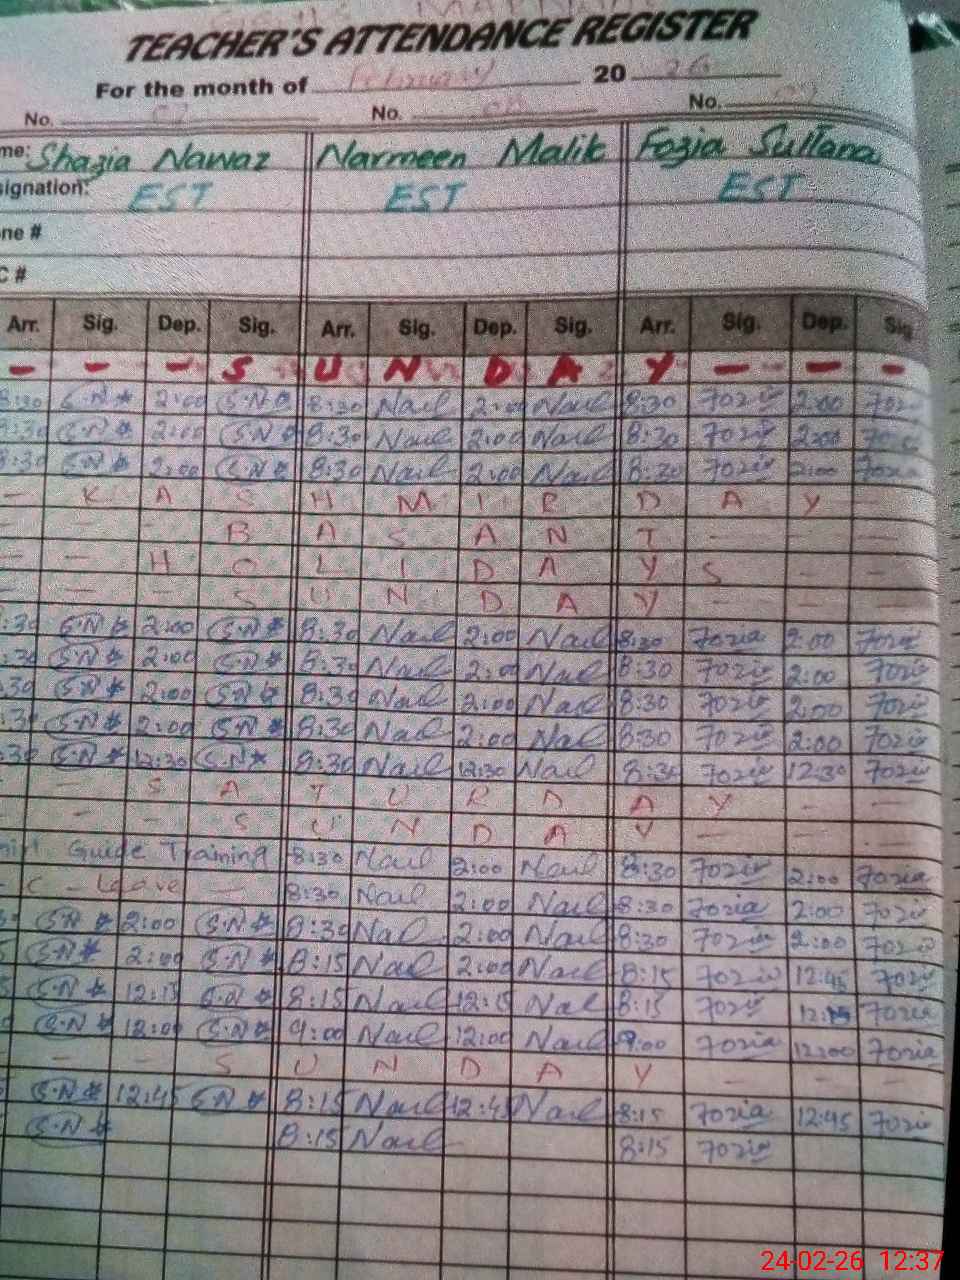 TEACHER'S ATTENDANCE REGISTER
For the month of February 20 26
No. No. No.
me: Shazia Nawaz Narmeen Malik Fozia Sultana
signation: EST EST EST
ne #
C #
Arr. Sig. Dep. Sig. Arr. Sig. Dep. Sig. Arr. Sig. Dep. Sig
- - - S U N D A Y - - -
8:30 S.N 2:00 S.N 8:30 Nail 2:00 Nail 8:30 Fozia 2:00 Fozia
8:30 S.N 2:00 S.N 8:30 Nail 2:00 Nail 8:30 Fozia 2:00 Fozia
8:30 S.N 2:00 S.N 8:30 Nail 2:00 Nail 8:30 Fozia 2:00 Fozia
- K A S H M I R D A Y -
- - - B A S A N T - - -
- - H O L I D A Y S - -
- - - S U N D A Y - - -
:30 S.N 2:00 S.N 8:30 Nail 2:00 Nail 8:30 Fozia 2:00 Fozia
:30 S.N 2:00 S.N 8:30 Nail 2:00 Nail 8:30 Fozia 2:00 Fozia
:30 S.N 2:00 S.N 8:30 Nail 2:00 Nail 8:30 Fozia 2:00 Fozia
:30 S.N 2:00 S.N 8:30 Nail 2:00 Nail 8:30 Fozia 2:00 Fozia
:30 S.N 12:30 S.N 8:30 Nail 12:30 Nail 8:30 Fozia 12:30 Fozia
- - S A T U R D A Y - -
- - - S U N D A Y - - -
Guide Training 8:30 Nail 2:00 Nail 8:30 Fozia 2:00 Fozia
C - Leave - 8:30 Nail 2:00 Nail 8:30 Fozia 2:00 Fozia
S.N 2:00 S.N 8:30 Nail 2:00 Nail 8:30 Fozia 2:00 Fozia
S.N 2:00 S.N 8:15 Nail 2:00 Nail 8:15 Fozia 12:45 Fozia
S.N 12:15 S.N 8:15 Nail 12:15 Nail 8:15 Fozia 12:15 Fozia
S.N 12:00 S.N 9:00 Nail 12:00 Nail 9:00 Fozia 12:00 Fozia
- - - S U N D A Y - - -
S.N 12:45 S.N 8:15 Nail 12:45 Nail 8:15 Fozia 12:45 Fozia
S.N 8:15 Nail 8:15 Fozia
24-02-26 12:37